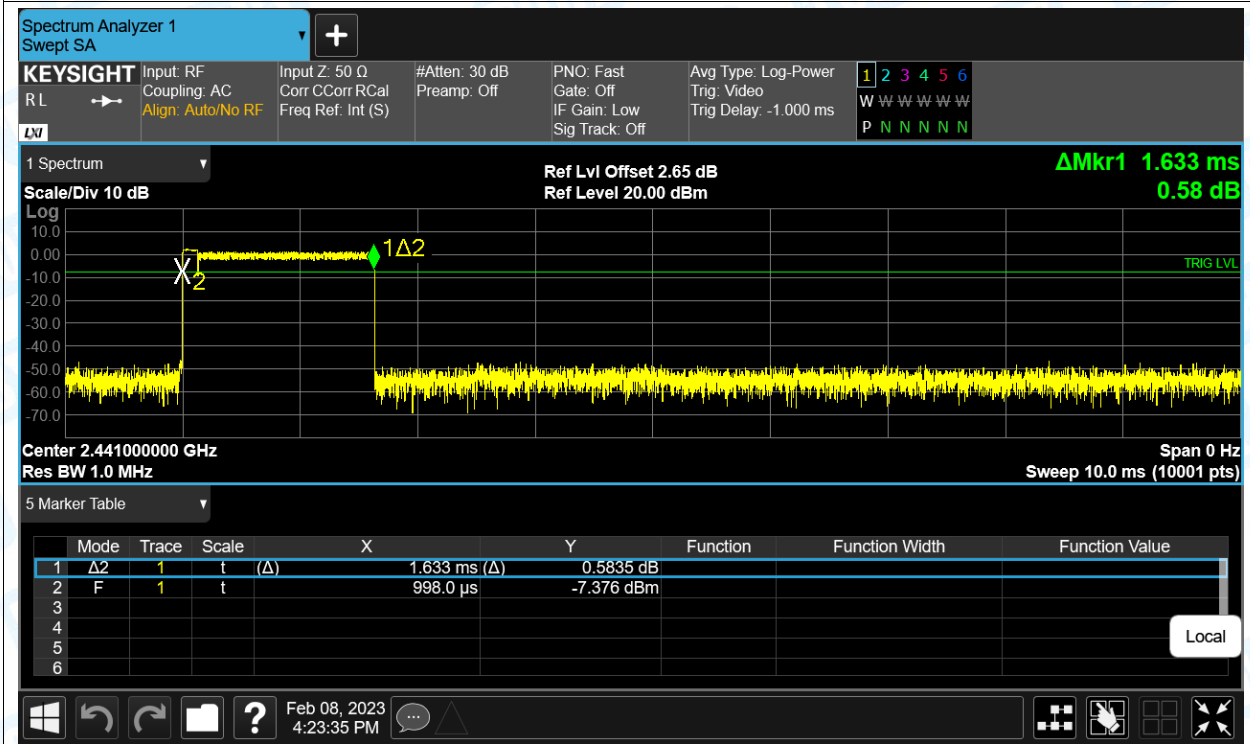 Spectrum Analyzer 1
Swept SA
+
KEYSIGHT
R L
LXI
Input: RF
Coupling: AC
Align: Auto/No RF
Input Z: 50 Ω
Corr CCorr RCal
Freq Ref: Int (S)
#Atten: 30 dB
Preamp: Off
PNO: Fast
Gate: Off
IF Gain: Low
Sig Track: Off
Avg Type: Log-Power
Trig: Video
Trig Delay: -1.000 ms
1 2 3 4 5 6
W W W W W W
P N N N N N
1 Spectrum
Scale/Div 10 dB
Ref Lvl Offset 2.65 dB
Ref Level 20.00 dBm
ΔMkr1 1.633 ms
0.58 dB
Log
10.0
0.00
-10.0
-20.0
-30.0
-40.0
-50.0
-60.0
-70.0
1Δ2
X2
TRIG LVL
Center 2.441000000 GHz
Res BW 1.0 MHz
Span 0 Hz
Sweep 10.0 ms (10001 pts)
5 Marker Table
Mode Trace Scale X Y Function Function Width Function Value
1 Δ2 1 t (Δ) 1.633 ms (Δ) 0.5835 dB
2 F 1 t 998.0 µs -7.376 dBm
3
4
5
6
Local
?
Feb 08, 2023
4:23:35 PM